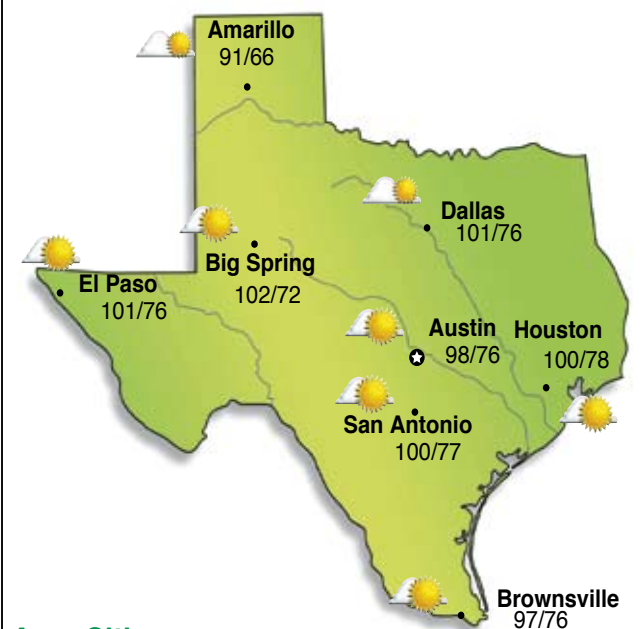 Amarillo
91/66
Dallas
101/76
Big Spring
102/72
El Paso
101/76
Austin
98/76
Houston
100/78
San Antonio
100/77
Brownsville
97/76